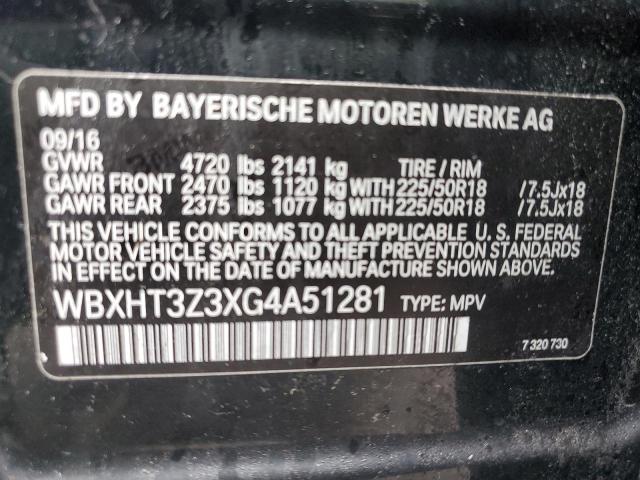 MFD BY BAYERISCHE MOTOREN WERKE AG
09/16
GVWR 4720 lbs 2141 kg TIRE / RIM
GAWR FRONT 2470 lbs 1120 kg WITH 225/50R18 /7.5Jx18
GAWR REAR 2375 lbs 1077 kg WITH 225/50R18 /7.5Jx18
THIS VEHICLE CONFORMS TO ALL APPLICABLE U. S. FEDERAL
MOTOR VEHICLE SAFETY AND THEFT PREVENTION STANDARDS
IN EFFECT ON THE DATE OF MANUFACTURE SHOWN ABOVE.
WBXHT3Z3XG4A51281 TYPE: MPV
7 320 730